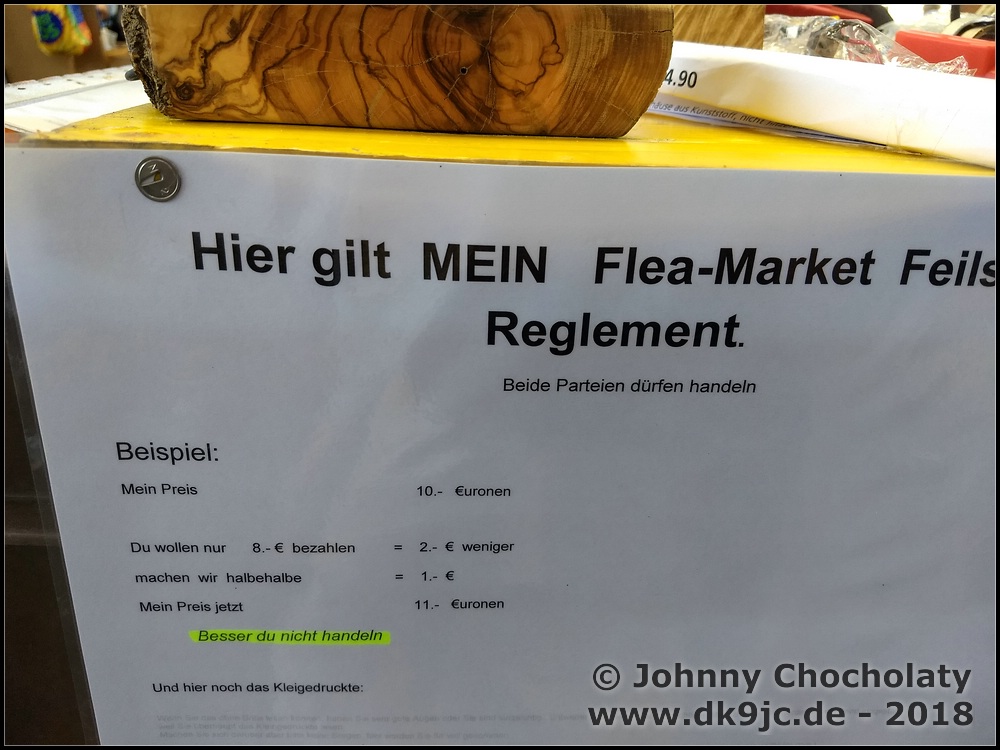 4.90
Hier gilt MEIN Flea-Market Feils
Reglement.
Beide Parteien dürfen handeln
Beispiel:
Mein Preis 10.- €uronen
Du wollen nur 8.- € bezahlen = 2.- € weniger
machen wir halbehalbe = 1.- €
Mein Preis jetzt 11.- €uronen
Besser du nicht handeln
Und hier noch das Kleigedruckte:
© Johnny Chocholaty
www.dk9jc.de - 2018